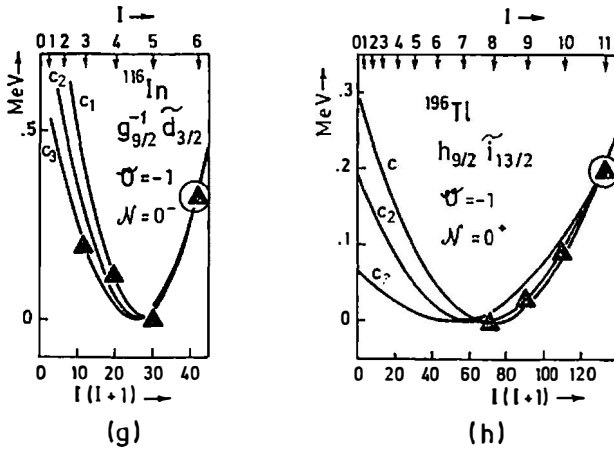 I →
0 1 2 3 4 5 6
MeV →
.5
0
c₂
c₁
c₃
¹¹⁶In
g⁻¹₉/₂ d̃₃/₂
𝒱 = -1
𝒩 = 0⁻
0 10 20 30 40
I (I+1) →
(g)
I →
0 1 2 3 4 5 6 7 8 9 10 11
MeV →
.3
0.2
.1
0
c
c₂
¹⁹⁶Tl
h₉/₂ ĩ₁₃/₂
𝒱 = -1
𝒩 = 0⁺
0 20 40 60 80 100 120
I (I+1) →
(h)